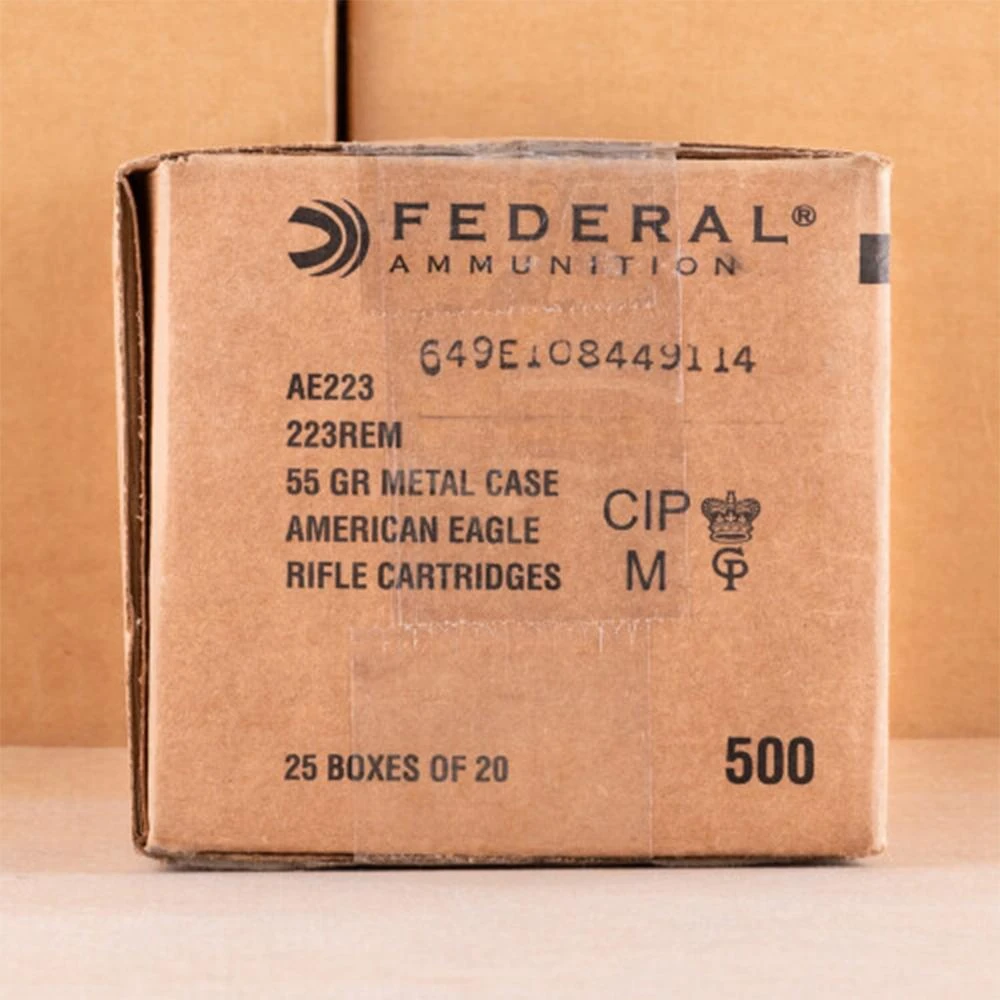 FEDERAL®
AMMUNITION
649E108449114
AE223
223REM
55 GR METAL CASE
AMERICAN EAGLE
RIFLE CARTRIDGES
CIP
M GP
25 BOXES OF 20
500